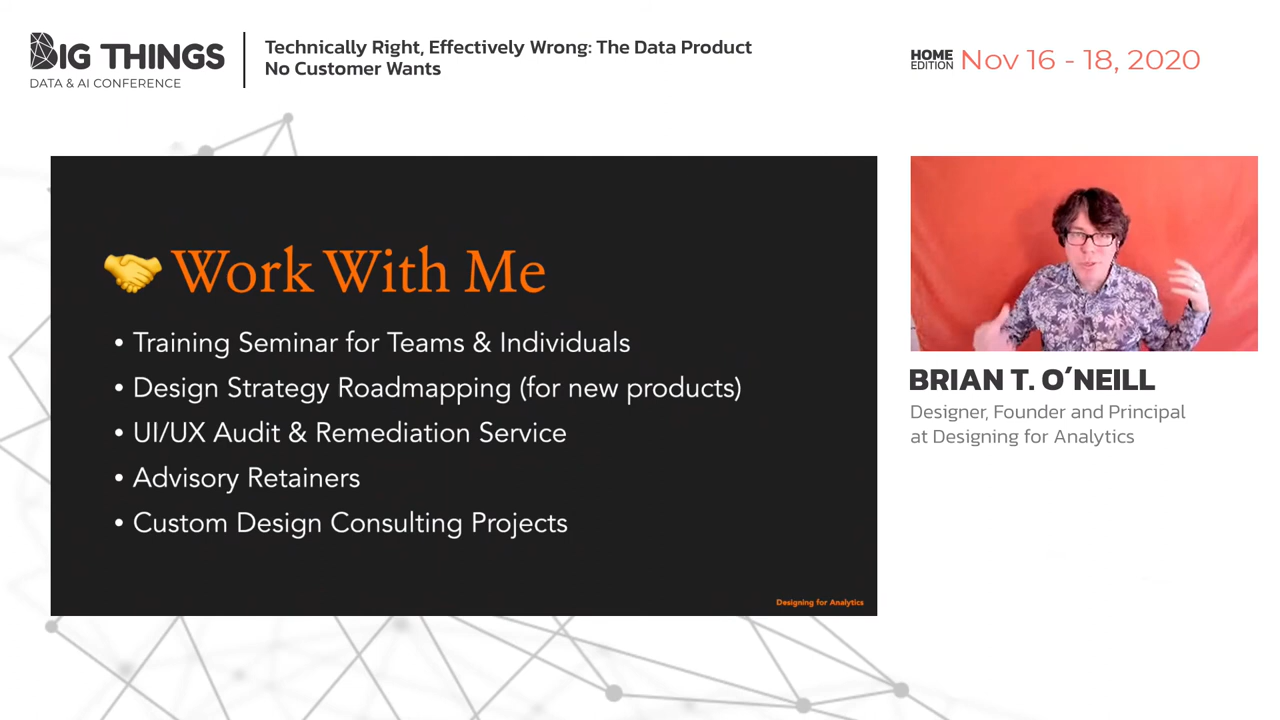 BIG THINGS
DATA & AI CONFERENCE
Technically Right, Effectively Wrong: The Data Product
No Customer Wants
HOME
EDITION
Nov 16 - 18, 2020
Work With Me
• Training Seminar for Teams & Individuals
• Design Strategy Roadmapping (for new products)
• UI/UX Audit & Remediation Service
• Advisory Retainers
• Custom Design Consulting Projects
Designing for Analytics
BRIAN T. O´NEILL
Designer, Founder and Principal
at Designing for Analytics